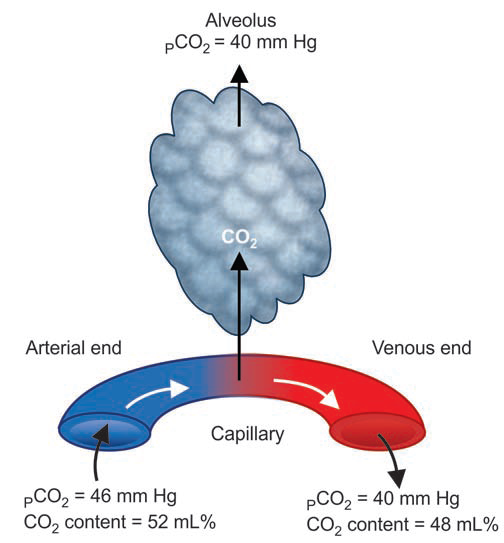 Alveolus
PCO₂ = 40 mm Hg
CO₂
Arterial end
Venous end
Capillary
PCO₂ = 46 mm Hg
CO₂ content = 52 mL%
PCO₂ = 40 mm Hg
CO₂ content = 48 mL%